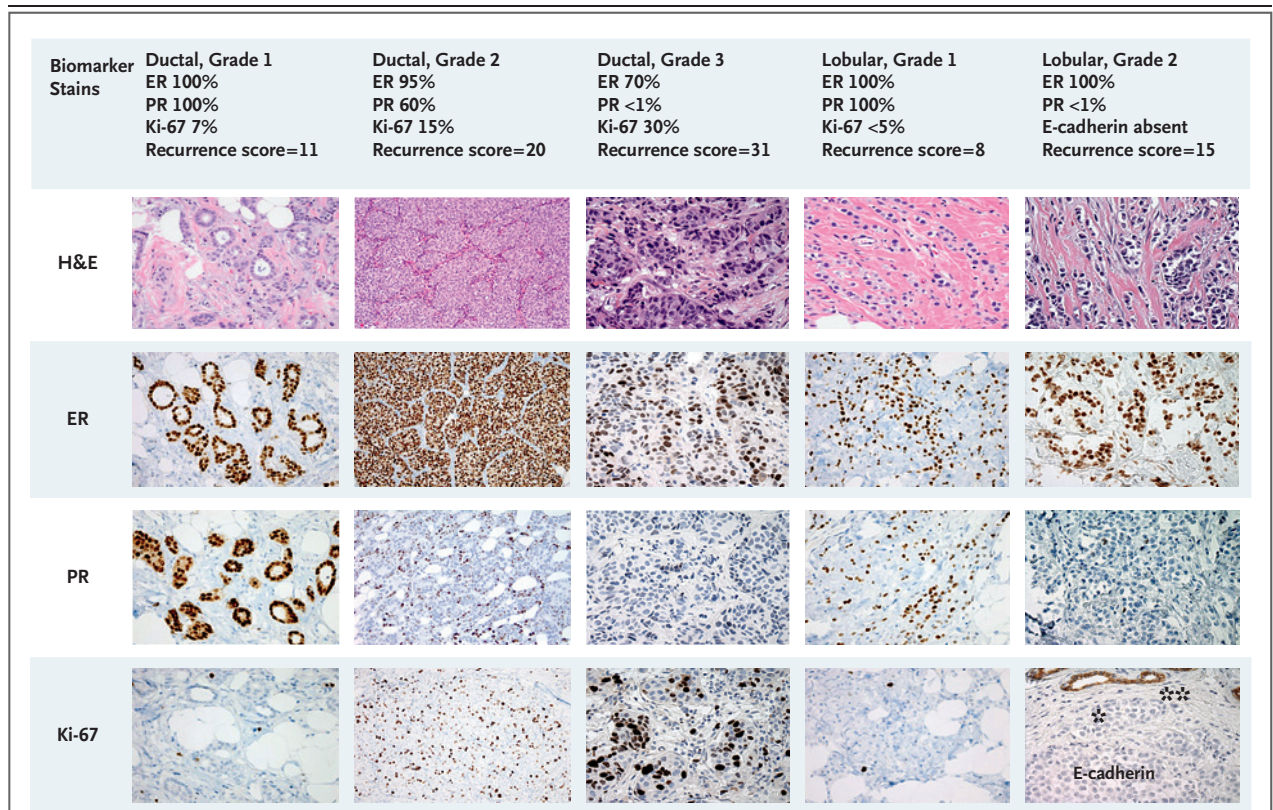 Biomarker Stains
Ductal, Grade 1
ER 100%
PR 100%
Ki-67 7%
Recurrence score=11
Ductal, Grade 2
ER 95%
PR 60%
Ki-67 15%
Recurrence score=20
Ductal, Grade 3
ER 70%
PR <1%
Ki-67 30%
Recurrence score=31
Lobular, Grade 1
ER 100%
PR 100%
Ki-67 <5%
Recurrence score=8
Lobular, Grade 2
ER 100%
PR <1%
E-cadherin absent
Recurrence score=15
H&E
ER
PR
Ki-67
**
*
E-cadherin